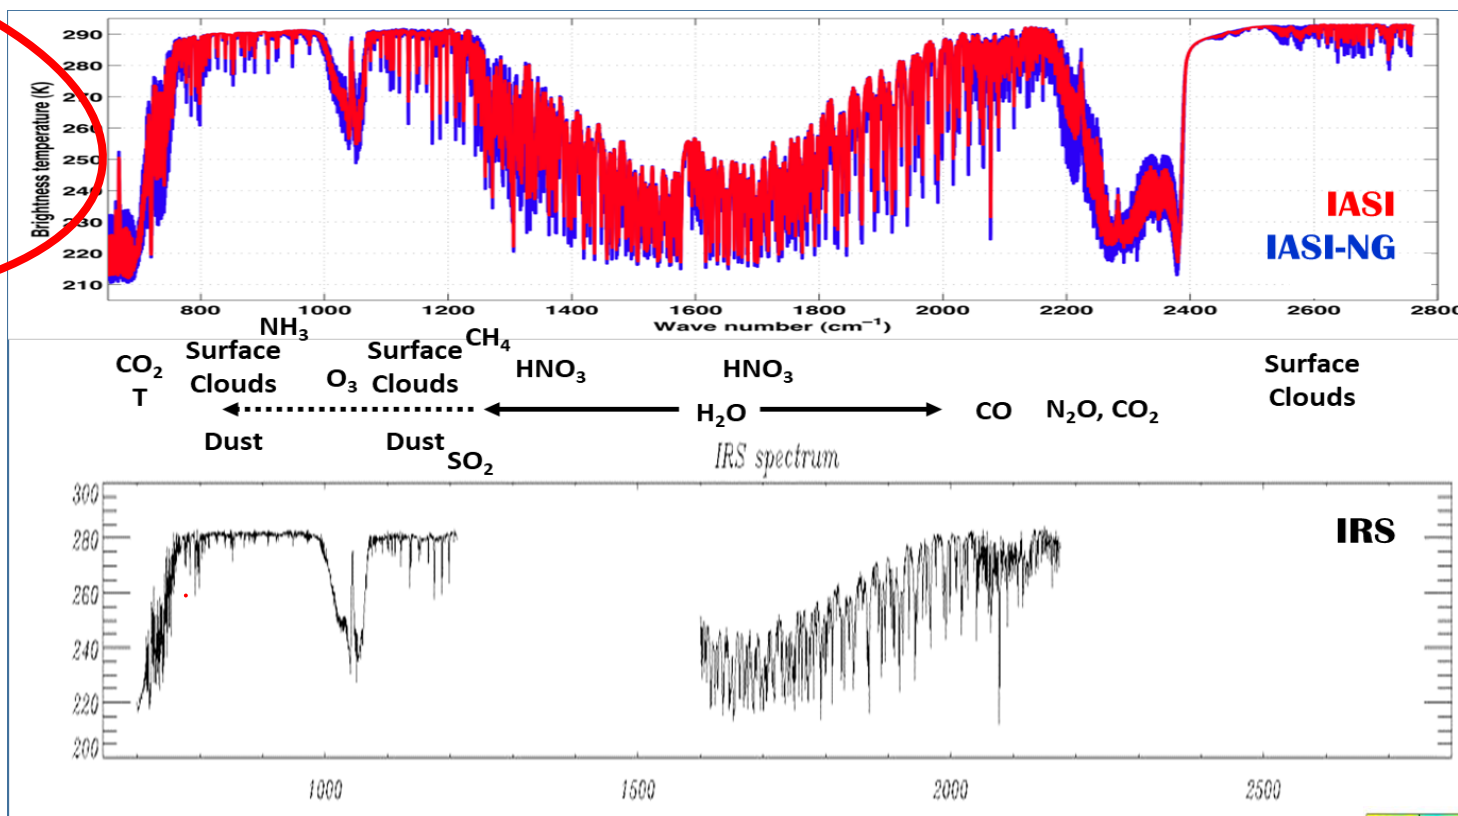 290
280
270
260
250
240
230
220
210
Brightness temperature (K)
IASI
IASI-NG
800 1000 1200 1400 1600 1800 2000 2200 2400 2600 2800
Wave number (cm⁻¹)
NH₃
CH₄
Surface Clouds
Surface Clouds
CO₂
T
O₃
HNO₃
HNO₃
Surface
Clouds
H₂O
CO
N₂O, CO₂
Dust
Dust
SO₂
IRS spectrum
300
280
260
240
220
200
IRS
1000 1500 2000 2500